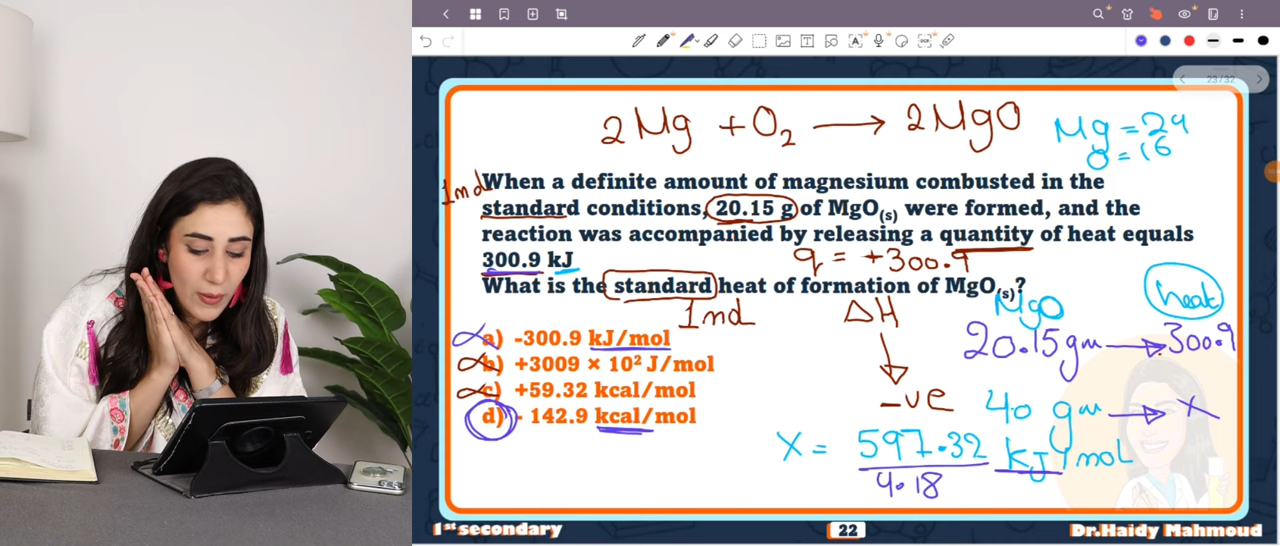 23/32
2Mg + O₂ → 2MgO
Mg = 24
O = 16
1md When a definite amount of magnesium combusted in the
standard conditions, 20.15 g of MgO(s) were formed, and the
reaction was accompanied by releasing a quantity of heat equals
300.9 kJ
q = +300.9
What is the standard heat of formation of MgO(s)?
1md
ΔH
-ve
MgO
heat
20.15 gm → 300.9
40 gm → X
a) -300.9 kJ/mol
b) +3009 × 10² J/mol
c) +59.32 kcal/mol
d) - 142.9 kcal/mol
X = 597.32 kJ/mol
4.18
1st secondary
22
Dr.Haidy Mahmoud